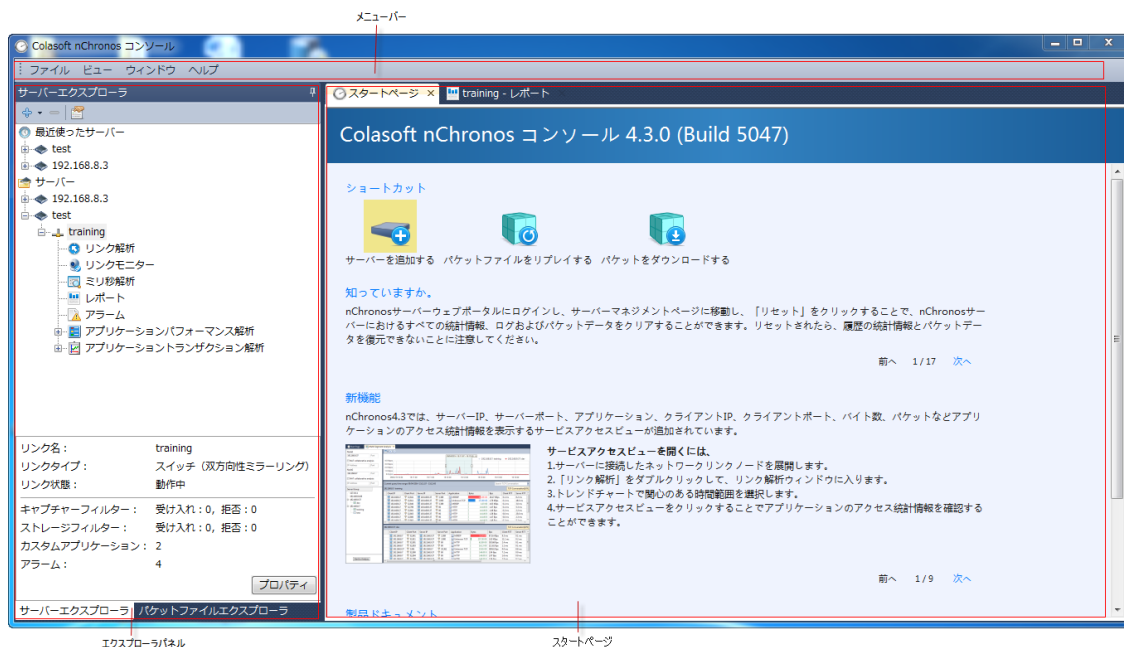 メニューバー
Colasoft nChronos コンソール
ファイル ビュー ウィンドウ ヘルプ
サーバーエクスプローラ
最近使ったサーバー
test
192.168.8.3
サーバー
192.168.8.3
test
training
リンク解析
リンクモニター
ミリ秒解析
レポート
アラーム
アプリケーションパフォーマンス解析
アプリケーショントランザクション解析
リンク名： training
リンクタイプ： スイッチ（双方向性ミラーリング）
リンク状態： 動作中
キャプチャーフィルター： 受け入れ：0, 拒否：0
ストレージフィルター： 受け入れ：0, 拒否：0
カスタムアプリケーション： 2
アラーム： 4
プロパティ
サーバーエクスプローラ パケットファイルエクスプローラ
スタートページ training - レポート
Colasoft nChronos コンソール 4.3.0 (Build 5047)
ショートカット
サーバーを追加する パケットファイルをリプレイする パケットをダウンロードする
知っていますか。
nChronosサーバーウェブポータルにログインし、サーバーマネジメントページに移動し、「リセット」をクリックすることで、nChronosサー
バーにおけるすべての統計情報、ログおよびパケットデータをクリアすることができます。リセットされたら、履歴の統計情報とパケットデー
タを復元できないことに注意してください。
前へ 1/17 次へ
新機能
nChronos4.3では、サーバーIP、サーバーポート、アプリケーション、クライアントIP、クライアントポート、バイト数、パケットなどアプリ
ケーションのアクセス統計情報を表示するサービスアクセスビューが追加されています。
サービスアクセスビューを開くには、
1.サーバーに接続したネットワークリンクノードを展開します。
2.「リンク解析」をダブルクリックして、リンク解析ウィンドウに入ります。
3.トレンドチャートで関心のある時間範囲を選択します。
4.サービスアクセスビューをクリックすることでアプリケーションのアクセス統計情報を確認する
ことができます。
前へ 1/9 次へ
製品ドキュメント
エクスプローラパネル
スタートページ